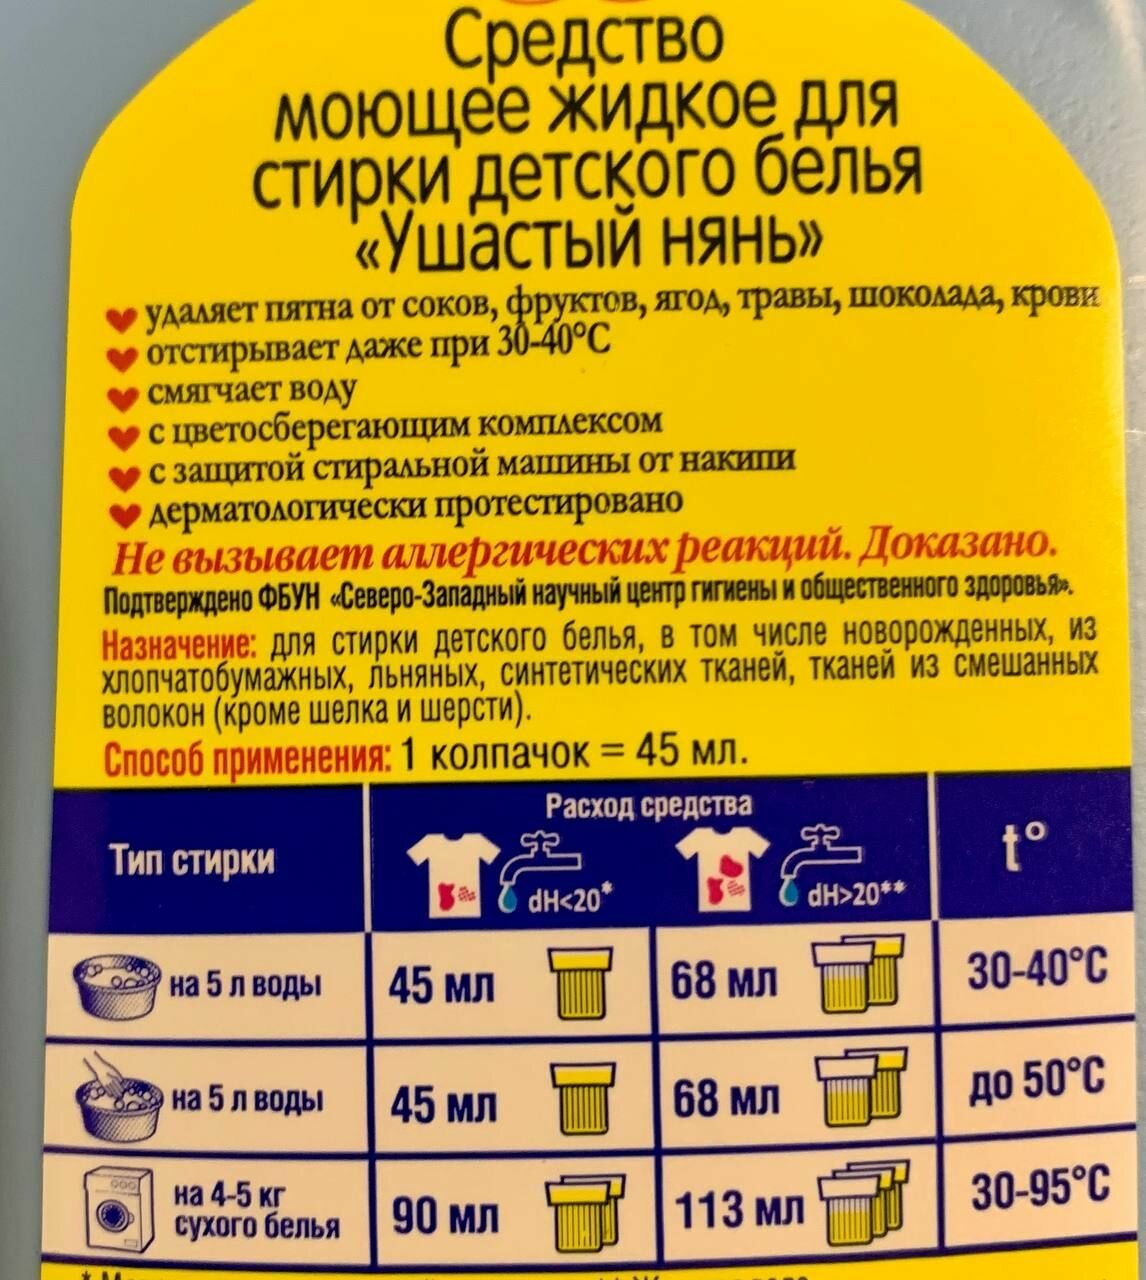 Средство
моющее жидкое для
стирки детского белья
«Ушастый нянь»
удаляет пятна от соков, фруктов, ягод, травы, шоколада, крови
отстирывает даже при 30-40°С
смягчает воду
с цветосберегающим комплексом
с защитой стиральной машины от накипи
дерматологически протестировано
Не вызывает аллергических реакций. Доказано.
Подтверждено ФБУН «Северо-Западный научный центр гигиены и общественного здоровья».
Назначение: для стирки детского белья, в том числе новорожденных, из
хлопчатобумажных, льняных, синтетических тканей, тканей из смешанных
волокон (кроме шелка и шерсти).
Способ применения: 1 колпачок = 45 мл.
Расход средства
Тип стирки
dH<20*
dH>20**
t°
на 5 л воды 45 мл 68 мл 30-40°С
на 5 л воды 45 мл 68 мл до 50°С
на 4-5 кг
сухого белья 90 мл 113 мл 30-95°С